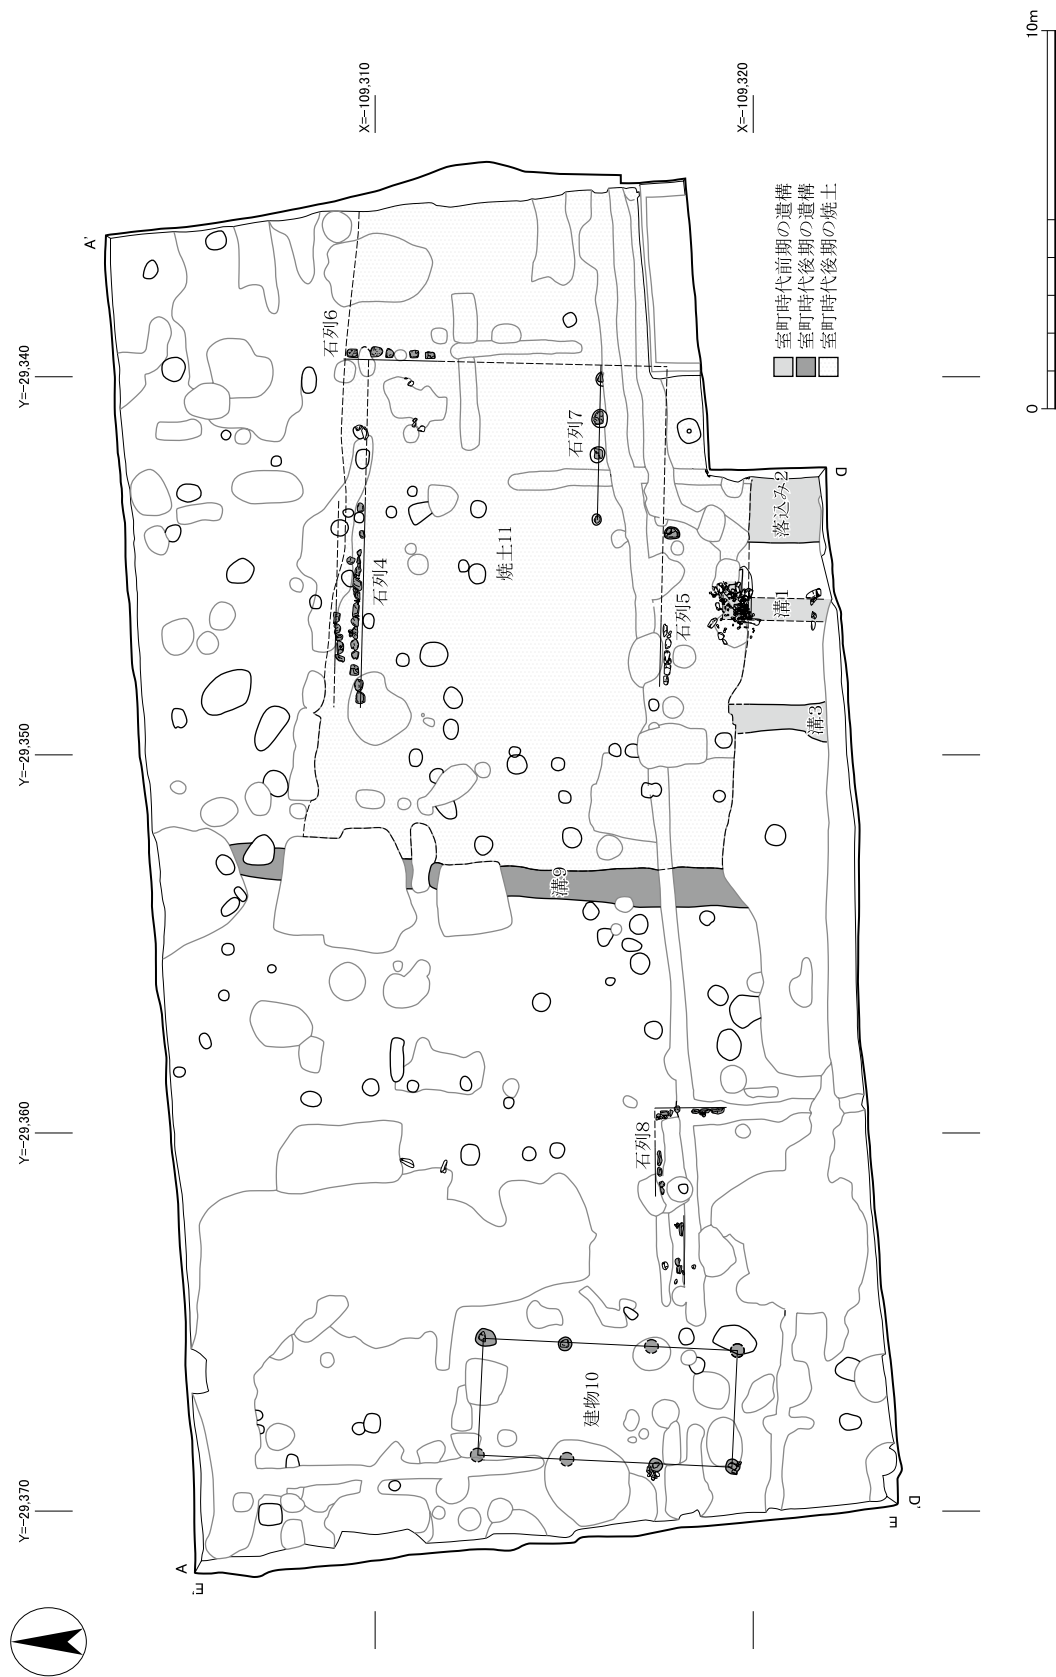 Y=-29,370
Y=-29,360
Y=-29,350
Y=-29,340
X=-109,310
X=-109,320
A
A'
E'
E
D'
D
石列6
石列4
石列7
石列5
石列8
焼土11
溝9
溝3
溝1
落込み2
建物10
室町時代前期の遺構
室町時代後期の遺構
室町時代後期の焼土
0
10m